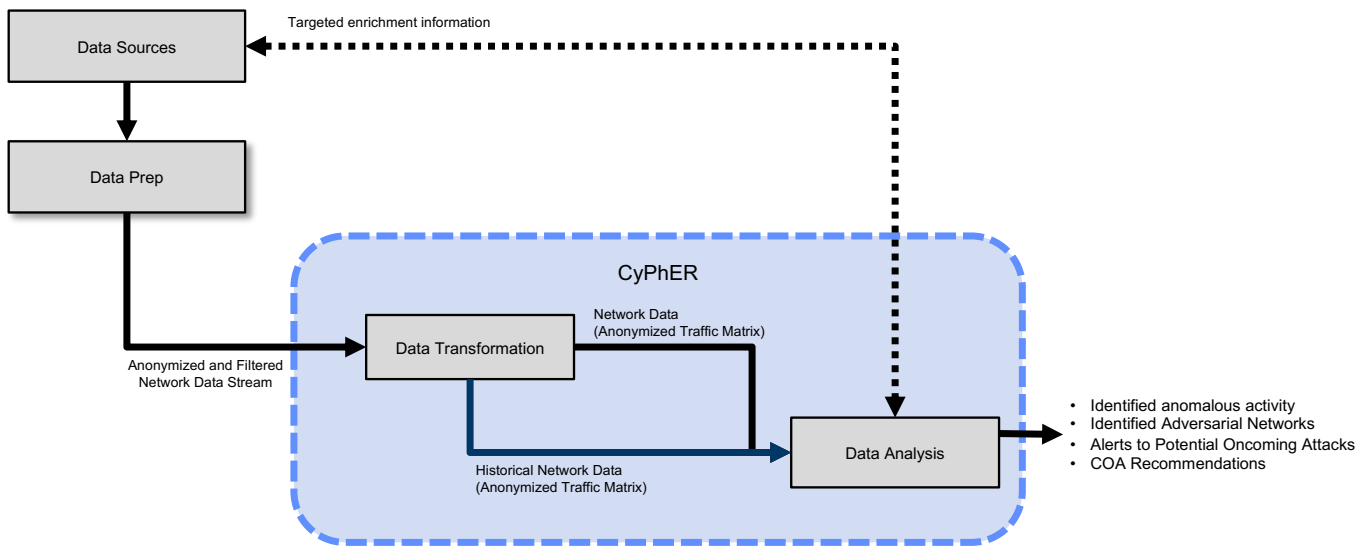 Targeted enrichment information
Data Sources
Data Prep
CyPhER
Network Data
(Anonymized Traffic Matrix)
Data Transformation
Anonymized and Filtered
Network Data Stream
Historical Network Data
(Anonymized Traffic Matrix)
Data Analysis
• Identified anomalous activity
• Identified Adversarial Networks
• Alerts to Potential Oncoming Attacks
• COA Recommendations